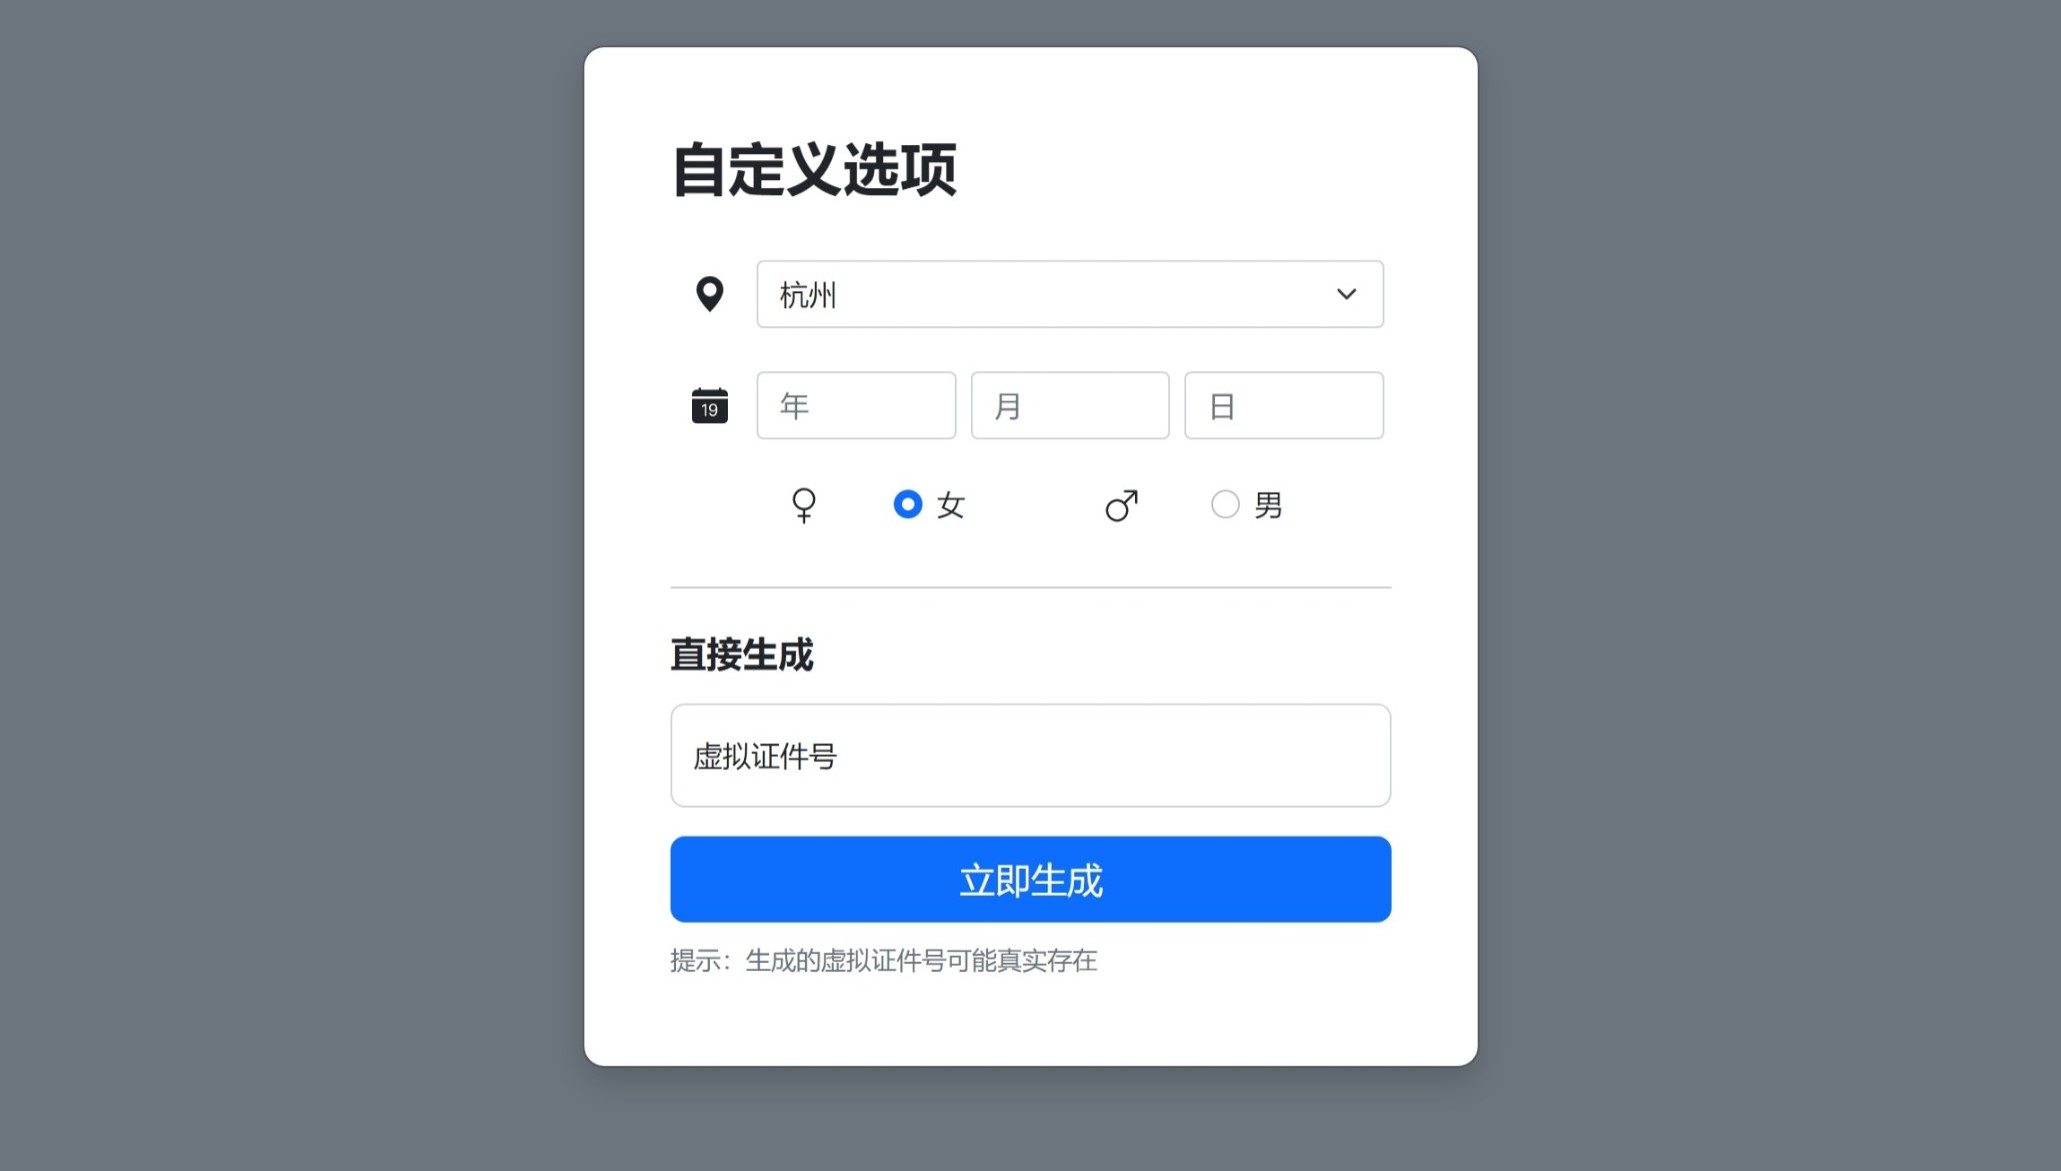 自定义选项
杭州
19
年 月 日
女 男
直接生成
虚拟证件号
立即生成
提示：生成的虚拟证件号可能真实存在